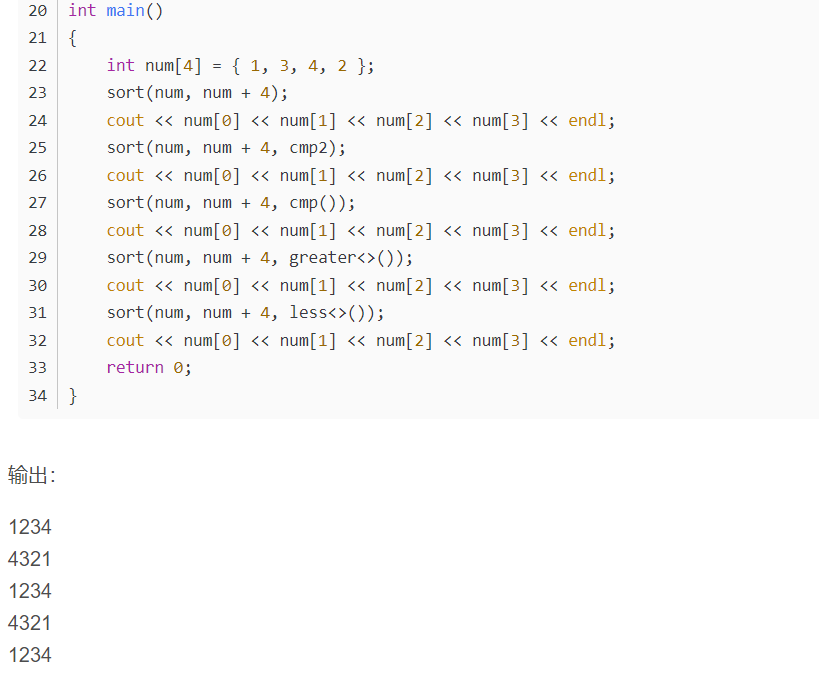 20 int main()
21 {
22     int num[4] = { 1, 3, 4, 2 };
23     sort(num, num + 4);
24     cout << num[0] << num[1] << num[2] << num[3] << endl;
25     sort(num, num + 4, cmp2);
26     cout << num[0] << num[1] << num[2] << num[3] << endl;
27     sort(num, num + 4, cmp());
28     cout << num[0] << num[1] << num[2] << num[3] << endl;
29     sort(num, num + 4, greater<>());
30     cout << num[0] << num[1] << num[2] << num[3] << endl;
31     sort(num, num + 4, less<>());
32     cout << num[0] << num[1] << num[2] << num[3] << endl;
33     return 0;
34 }
输出：
1234
4321
1234
4321
1234